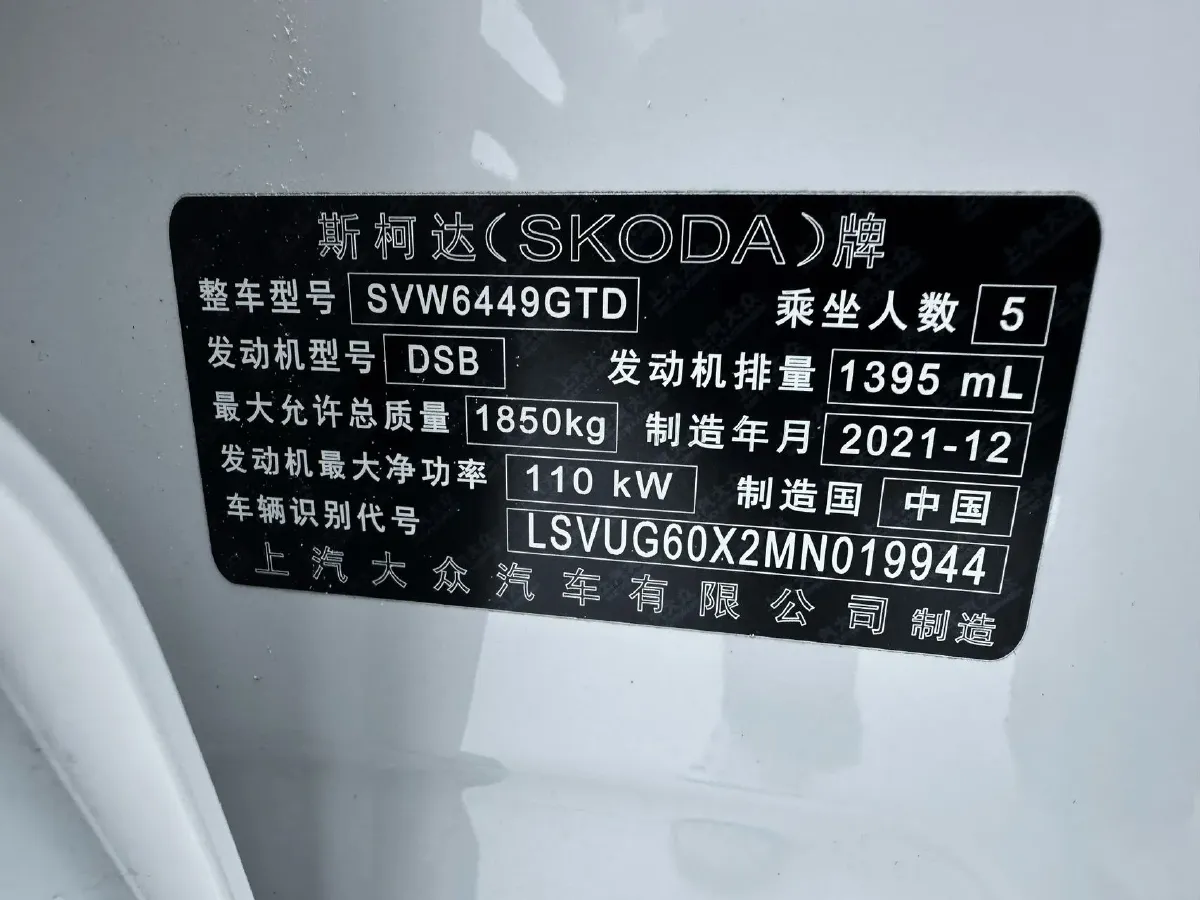 斯柯达(SKODA)牌
整车型号 SVW6449GTD 乘坐人数 5
发动机型号 DSB 发动机排量 1395 mL
最大允许总质量 1850kg 制造年月 2021-12
发动机最大净功率 110 kW 制造国 中国
车辆识别代号 LSVUG60X2MN019944
上汽大众汽车有限公司制造